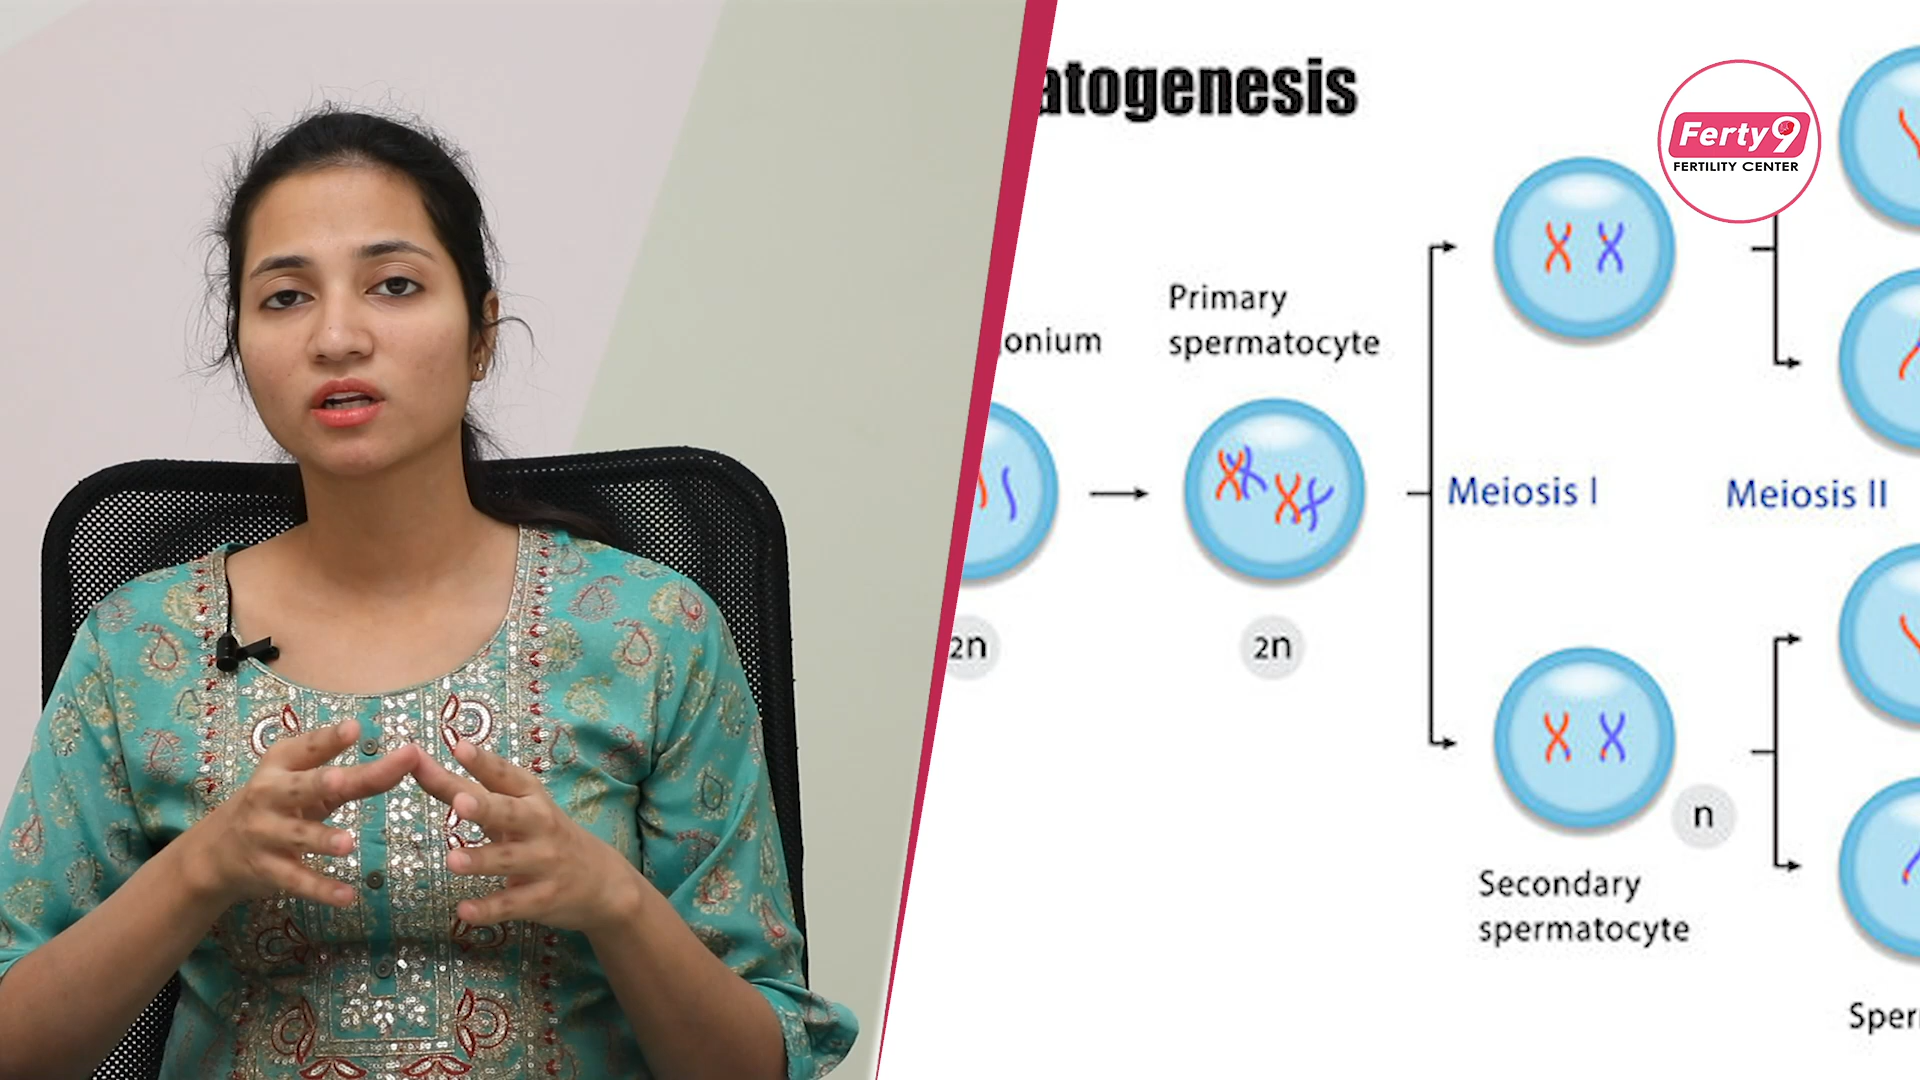 atogenesis
Ferty9
FERTILITY CENTER
Primary
spermatocyte
onium
Meiosis I
Meiosis II
2n
2n
n
Secondary
spermatocyte
Sper